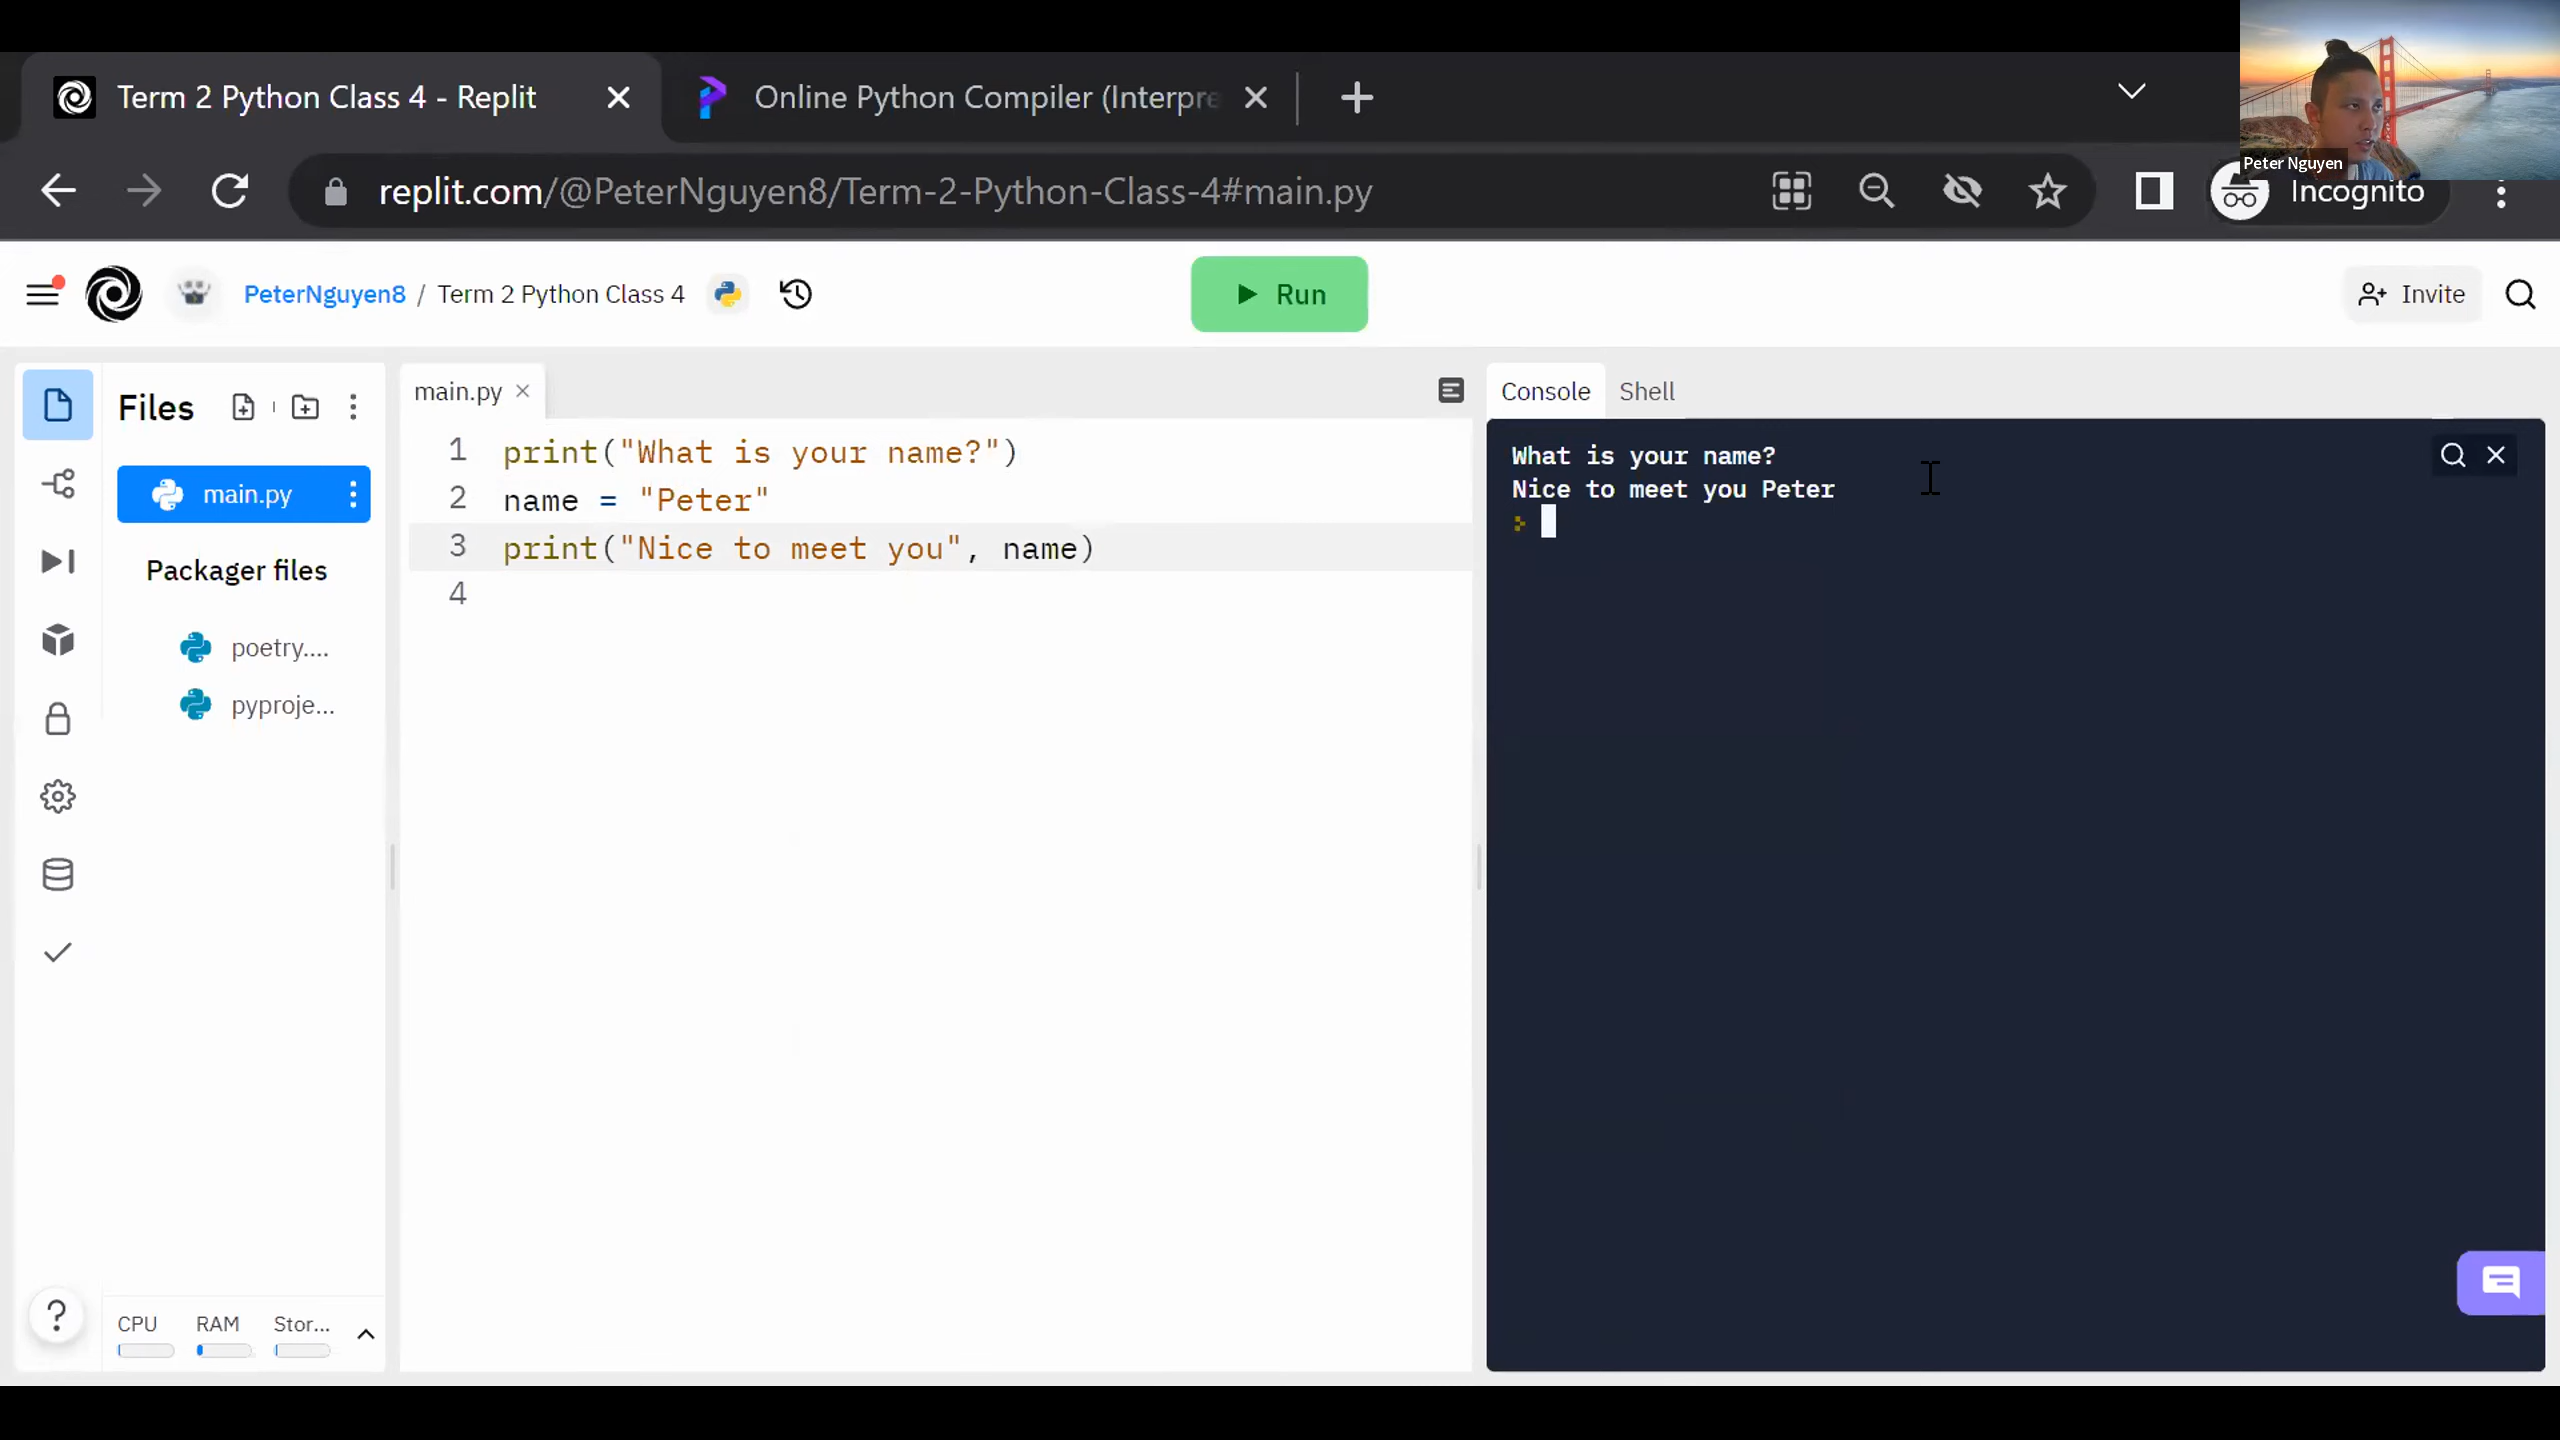 Term 2 Python Class 4 - Replit
Online Python Compiler (Interpre
replit.com/@PeterNguyen8/Term-2-Python-Class-4#main.py
Incognito
Peter Nguyen
PeterNguyen8 / Term 2 Python Class 4
Run
Invite
Files
main.py
Packager files
poetry....
pyproje...
CPU RAM Stor...
main.py
1 print("What is your name?")
2 name = "Peter"
3 print("Nice to meet you", name)
4
Console Shell
What is your name?
Nice to meet you Peter